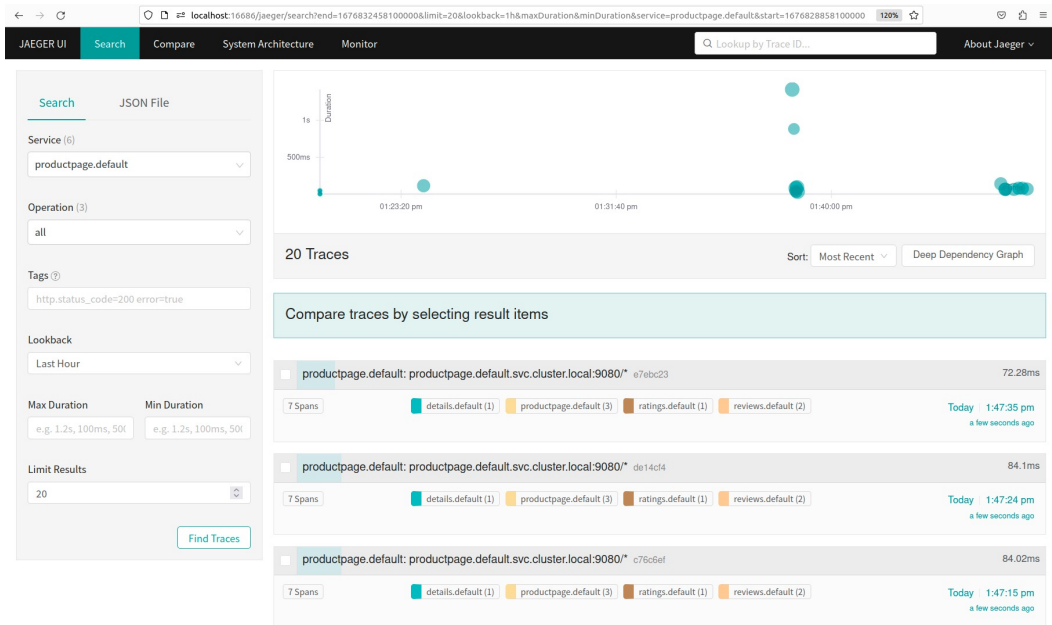 localhost:16686/jaeger/search?end=1676832458100000&limit=20&lookback=1h&maxDuration&minDuration&service=productpage.default&start=1676828858100000 120%
JAEGER UI Search Compare System Architecture Monitor Lookup by Trace ID... About Jaeger
Search JSON File
Service (6)
productpage.default
Operation (3)
all
Tags
http.status_code=200 error=true
Lookback
Last Hour
Max Duration Min Duration
e.g. 1.2s, 100ms, 500 e.g. 1.2s, 100ms, 500
Limit Results
20
Find Traces
Duration
1s
500ms
01:23:20 pm 01:31:40 pm 01:40:00 pm
20 Traces Sort: Most Recent Deep Dependency Graph
Compare traces by selecting result items
productpage.default: productpage.default.svc.cluster.local:9080/* e7ebc23 72.28ms
7 Spans details.default (1) productpage.default (3) ratings.default (1) reviews.default (2) Today 1:47:35 pm
a few seconds ago
productpage.default: productpage.default.svc.cluster.local:9080/* de14cf4 84.1ms
7 Spans details.default (1) productpage.default (3) ratings.default (1) reviews.default (2) Today 1:47:24 pm
a few seconds ago
productpage.default: productpage.default.svc.cluster.local:9080/* c76c6ef 84.02ms
7 Spans details.default (1) productpage.default (3) ratings.default (1) reviews.default (2) Today 1:47:15 pm
a few seconds ago